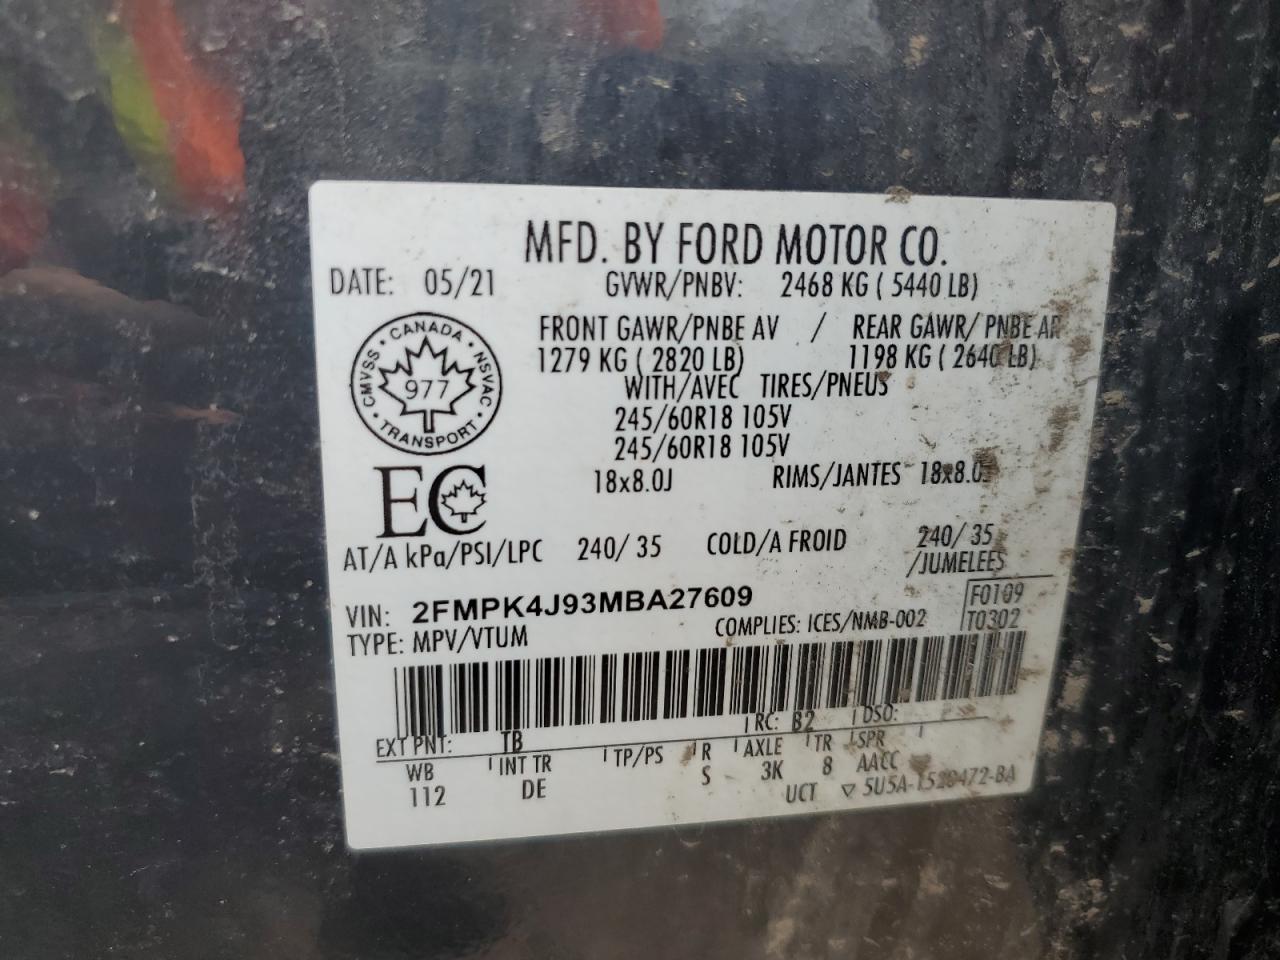 MFD. BY FORD MOTOR CO.
DATE: 05/21 GVWR/PNBV: 2468 KG ( 5440 LB)
FRONT GAWR/PNBE AV / REAR GAWR/ PNBE AR
1279 KG ( 2820 LB) 1198 KG ( 2640 LB)
WITH/AVEC TIRES/PNEUS
245/60R18 105V
245/60R18 105V
18x8.0J RIMS/JANTES 18x8.0J
CANADA
CMVSS 977 NSVAC
TRANSPORT
EC
AT/A kPa/PSI/LPC 240/ 35 COLD/A FROID 240/ 35
/JUMELEES
VIN: 2FMPK4J93MBA27609 F0109
TYPE: MPV/VTUM COMPLIES: ICES/NMB-002 T0302
EXT PNT: TB RC: B2 DSO:
WB INT TR TP/PS R AXLE TR SPR
112 DE S 3K 8 AACC
UCT ▽